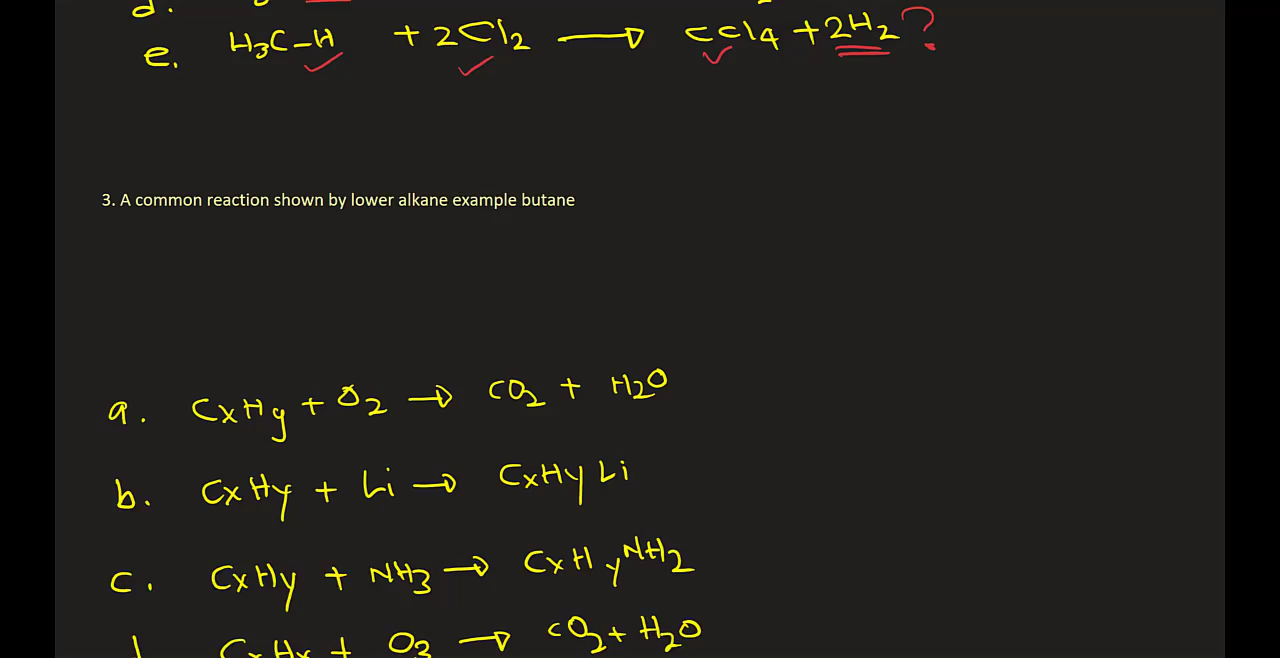 d.
e. H3C-H + 2Cl2 → CCl4 + 2H2 ?
3. A common reaction shown by lower alkane example butane
a. CxHy + O2 → CO2 + H2O
b. CxHy + Li → CxHyLi
c. CxHy + NH3 → CxHyNH2
CxHx + O3 → CO2 + H2O